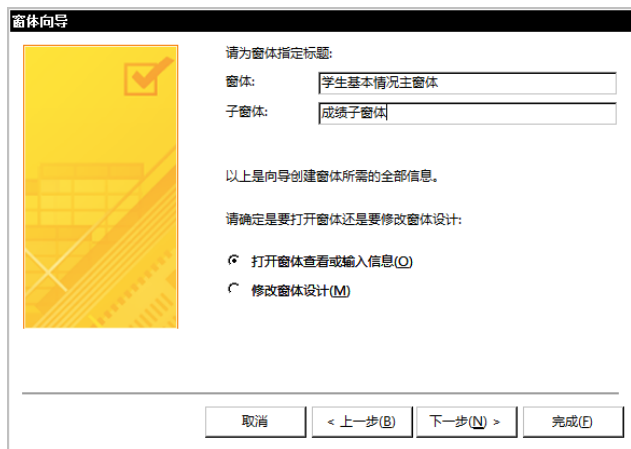 窗体向导
请为窗体指定标题:
窗体: 学生基本情况主窗体
子窗体: 成绩子窗体
以上是向导创建窗体所需的全部信息。
请确定是要打开窗体还是要修改窗体设计:
打开窗体查看或输入信息(O)
修改窗体设计(M)
取消 < 上一步(B) 下一步(N) > 完成(F)